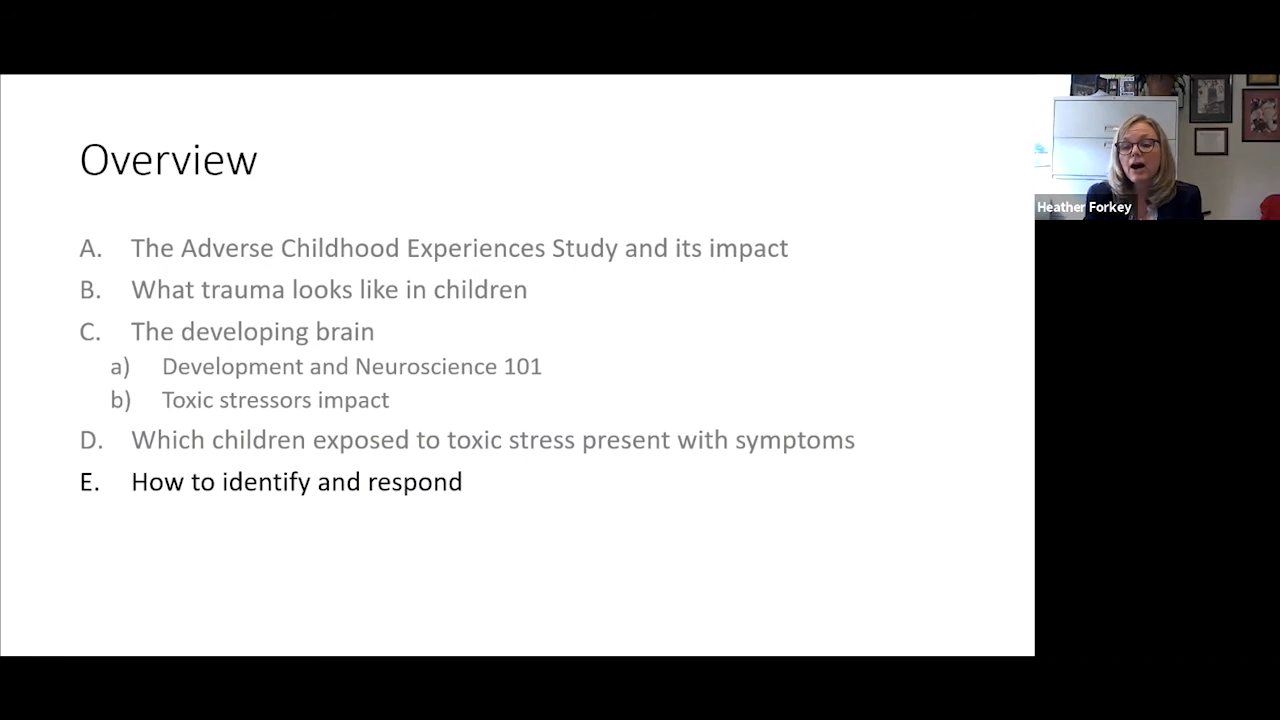 Overview
A. The Adverse Childhood Experiences Study and its impact
B. What trauma looks like in children
C. The developing brain
a) Development and Neuroscience 101
b) Toxic stressors impact
D. Which children exposed to toxic stress present with symptoms
E. How to identify and respond
Heather Forkey